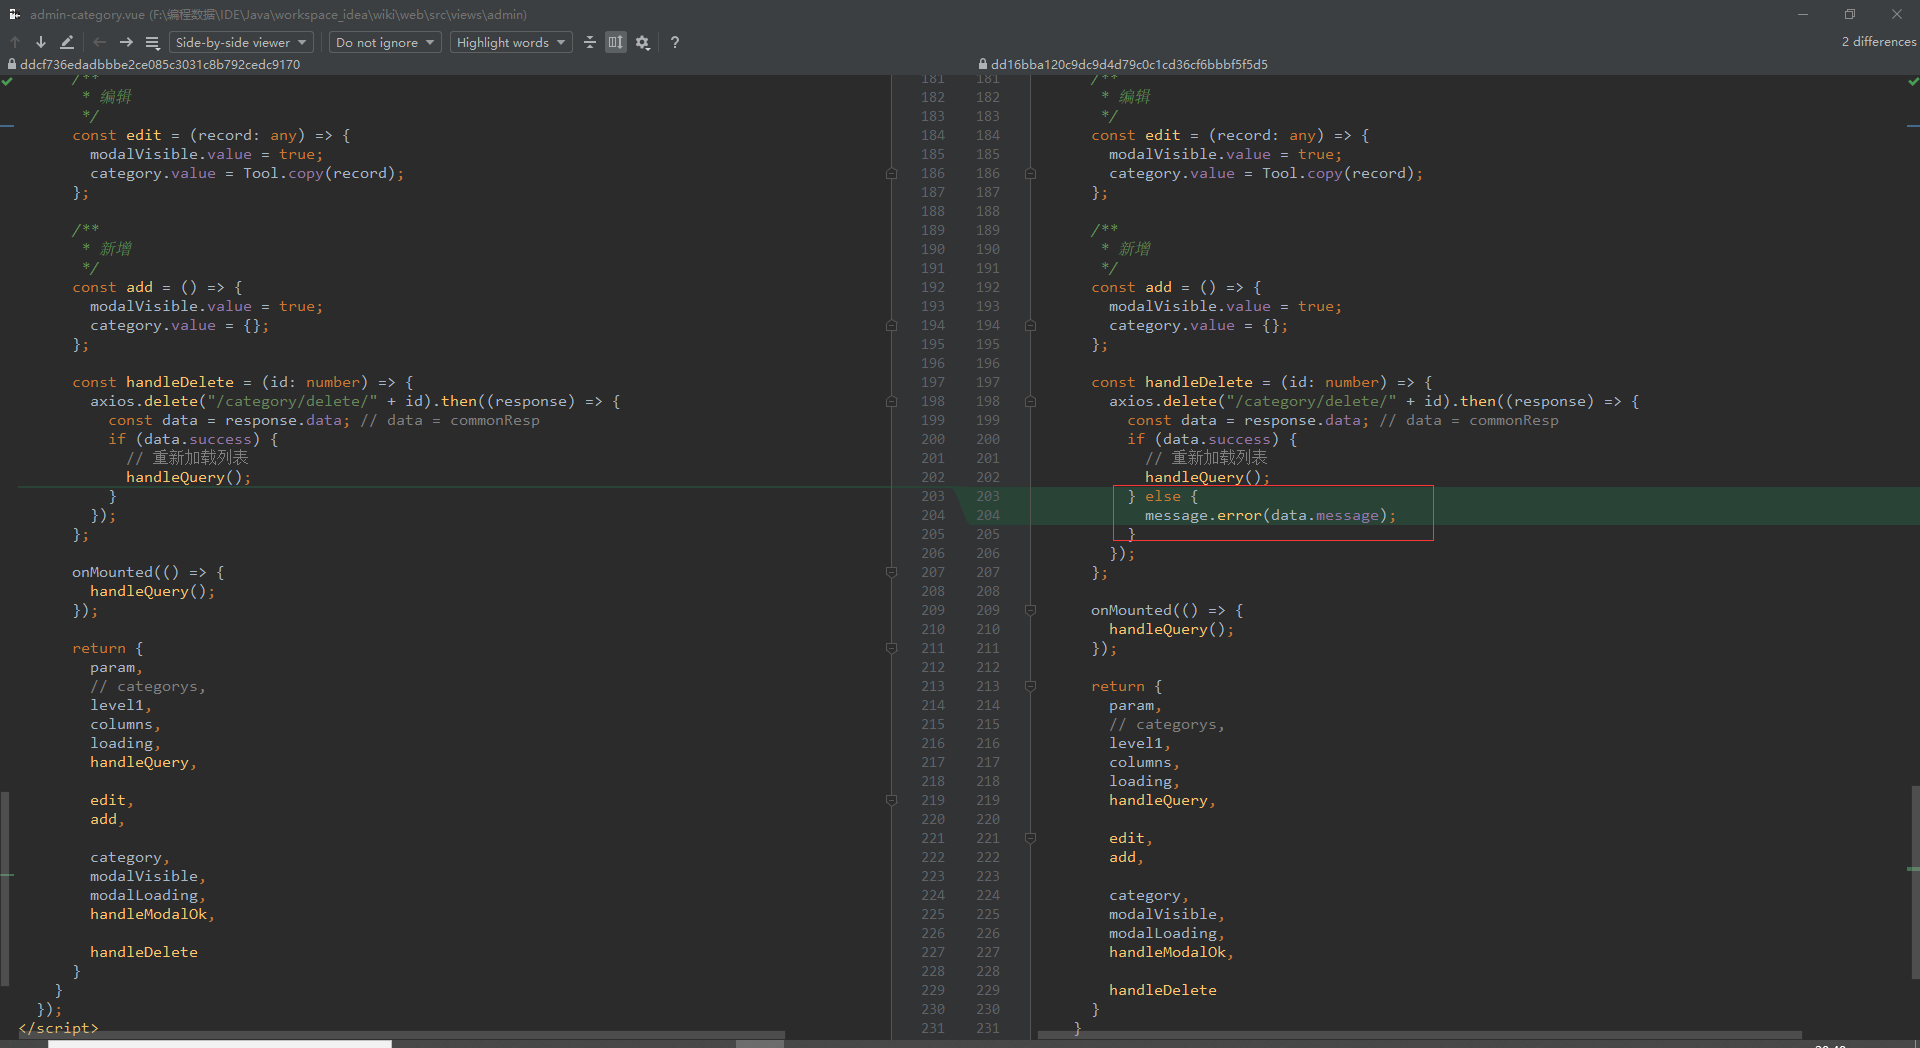 admin-category.vue (F:\编程数据\IDE\Java\workspace_idea\wiki\web\src\views\admin)
Side-by-side viewer Do not ignore Highlight words ? 2 differences
ddcf736edadbbbe2ce085c3031c8b792cedc9170
/**
 * 编辑
 */
const edit = (record: any) => {
  modalVisible.value = true;
  category.value = Tool.copy(record);
};

/**
 * 新增
 */
const add = () => {
  modalVisible.value = true;
  category.value = {};
};

const handleDelete = (id: number) => {
  axios.delete("/category/delete/" + id).then((response) => {
    const data = response.data; // data = commonResp
    if (data.success) {
      // 重新加载列表
      handleQuery();
    }
  });
};

onMounted(() => {
  handleQuery();
});

return {
  param,
  // categorys,
  level1,
  columns,
  loading,
  handleQuery,

  edit,
  add,

  category,
  modalVisible,
  modalLoading,
  handleModalOk,

  handleDelete
}
}
});
</script>
181 181
182 182
183 183
184 184
185 185
186 186
187 187
188 188
189 189
190 190
191 191
192 192
193 193
194 194
195 195
196 196
197 197
198 198
199 199
200 200
201 201
202 202
203 203
204 204
205 205
206 206
207 207
208 208
209 209
210 210
211 211
212 212
213 213
214 214
215 215
216 216
217 217
218 218
219 219
220 220
221 221
222 222
223 223
224 224
225 225
226 226
227 227
228 228
229 229
230 230
231 231
dd16bba120c9dc9d4d79c0c1cd36cf6bbbf5f5d5
/**
 * 编辑
 */
const edit = (record: any) => {
  modalVisible.value = true;
  category.value = Tool.copy(record);
};

/**
 * 新增
 */
const add = () => {
  modalVisible.value = true;
  category.value = {};
};

const handleDelete = (id: number) => {
  axios.delete("/category/delete/" + id).then((response) => {
    const data = response.data; // data = commonResp
    if (data.success) {
      // 重新加载列表
      handleQuery();
    } else {
      message.error(data.message);
    }
  });
};

onMounted(() => {
  handleQuery();
});

return {
  param,
  // categorys,
  level1,
  columns,
  loading,
  handleQuery,

  edit,
  add,

  category,
  modalVisible,
  modalLoading,
  handleModalOk,

  handleDelete
}
}